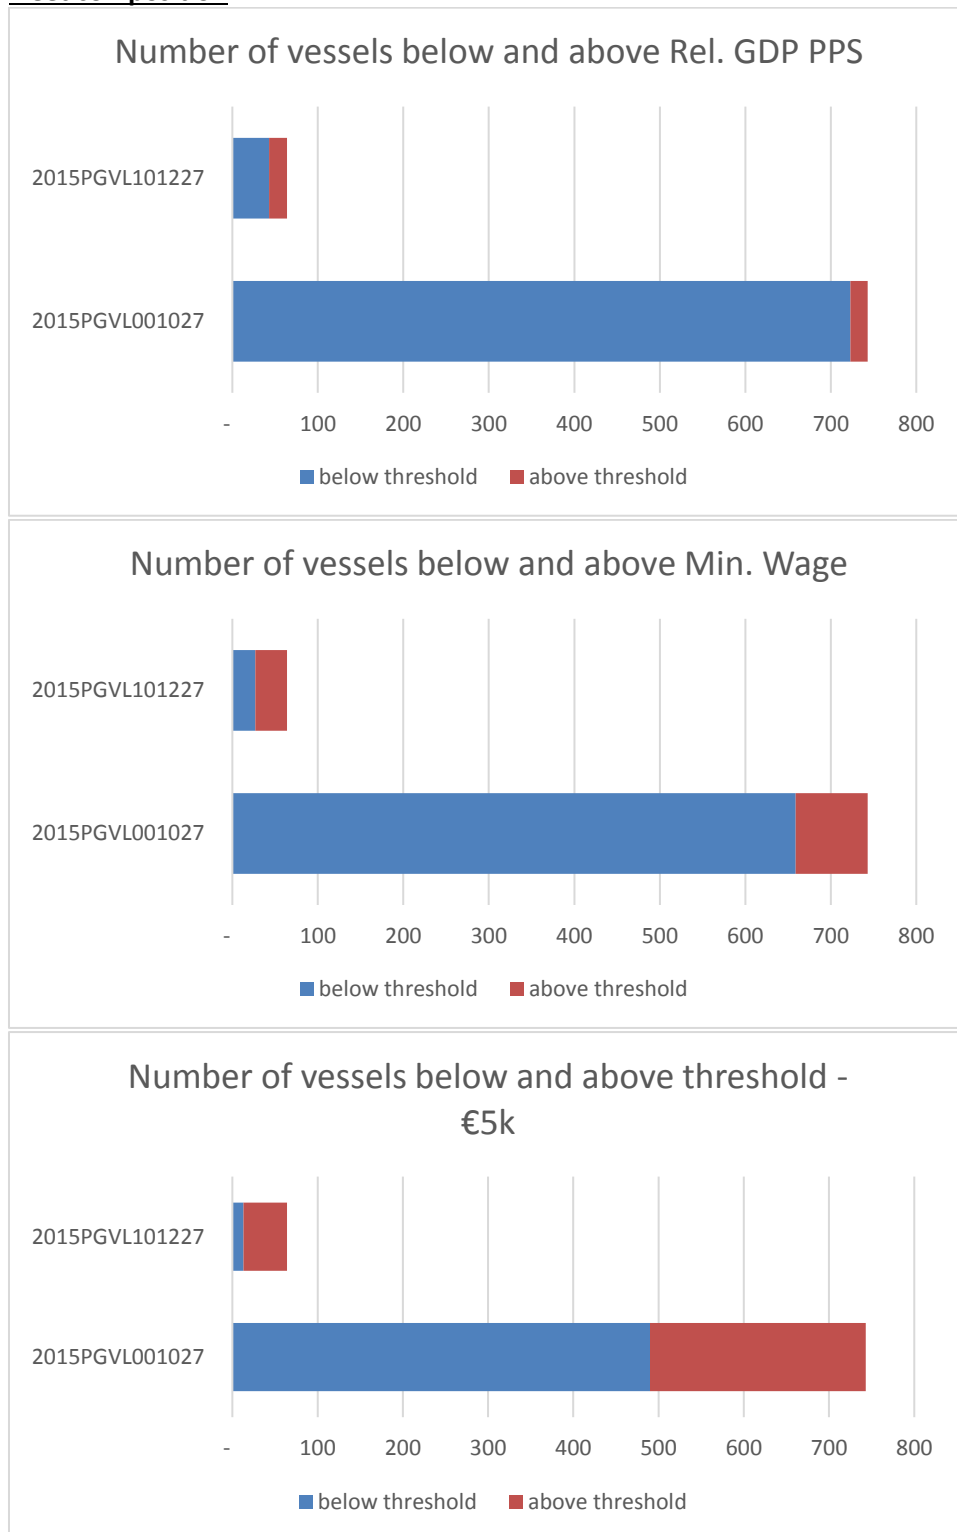 Number of vessels below and above Rel. GDP PPS
2015PGVL101227
2015PGVL001027
- 100 200 300 400 500 600 700 800
below threshold above threshold
Number of vessels below and above Min. Wage
2015PGVL101227
2015PGVL001027
- 100 200 300 400 500 600 700 800
below threshold above threshold
Number of vessels below and above threshold -
€5k
2015PGVL101227
2015PGVL001027
- 100 200 300 400 500 600 700 800
below threshold above threshold